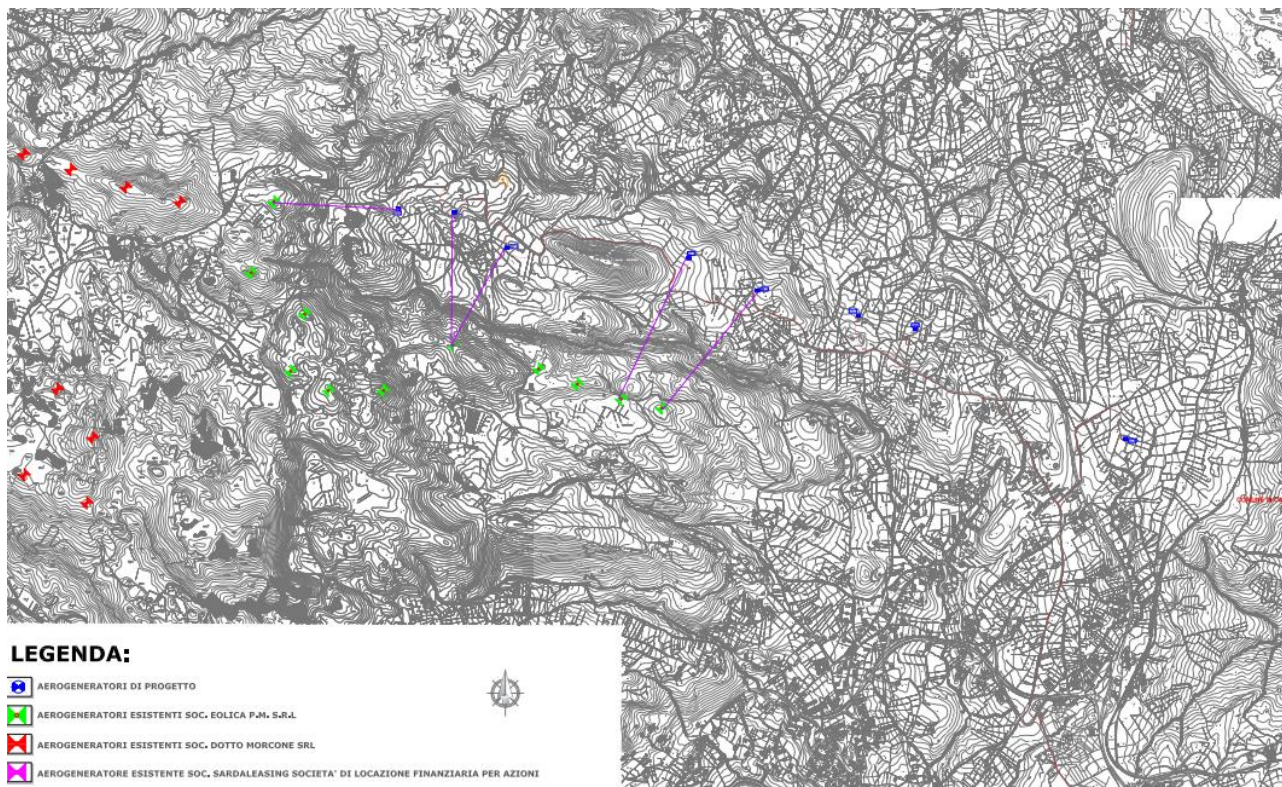 LEGENDA:
AEROGENERATORI DI PROGETTO
AEROGENERATORI ESISTENTI SOC. EOLICA P.M. S.R.L
AEROGENERATORI ESISTENTI SOC. DOTTO MORCONE SRL
AEROGENERATORE ESISTENTE SOC. SARDALEASING SOCIETA' DI LOCAZIONE FINANZIARIA PER AZIONI